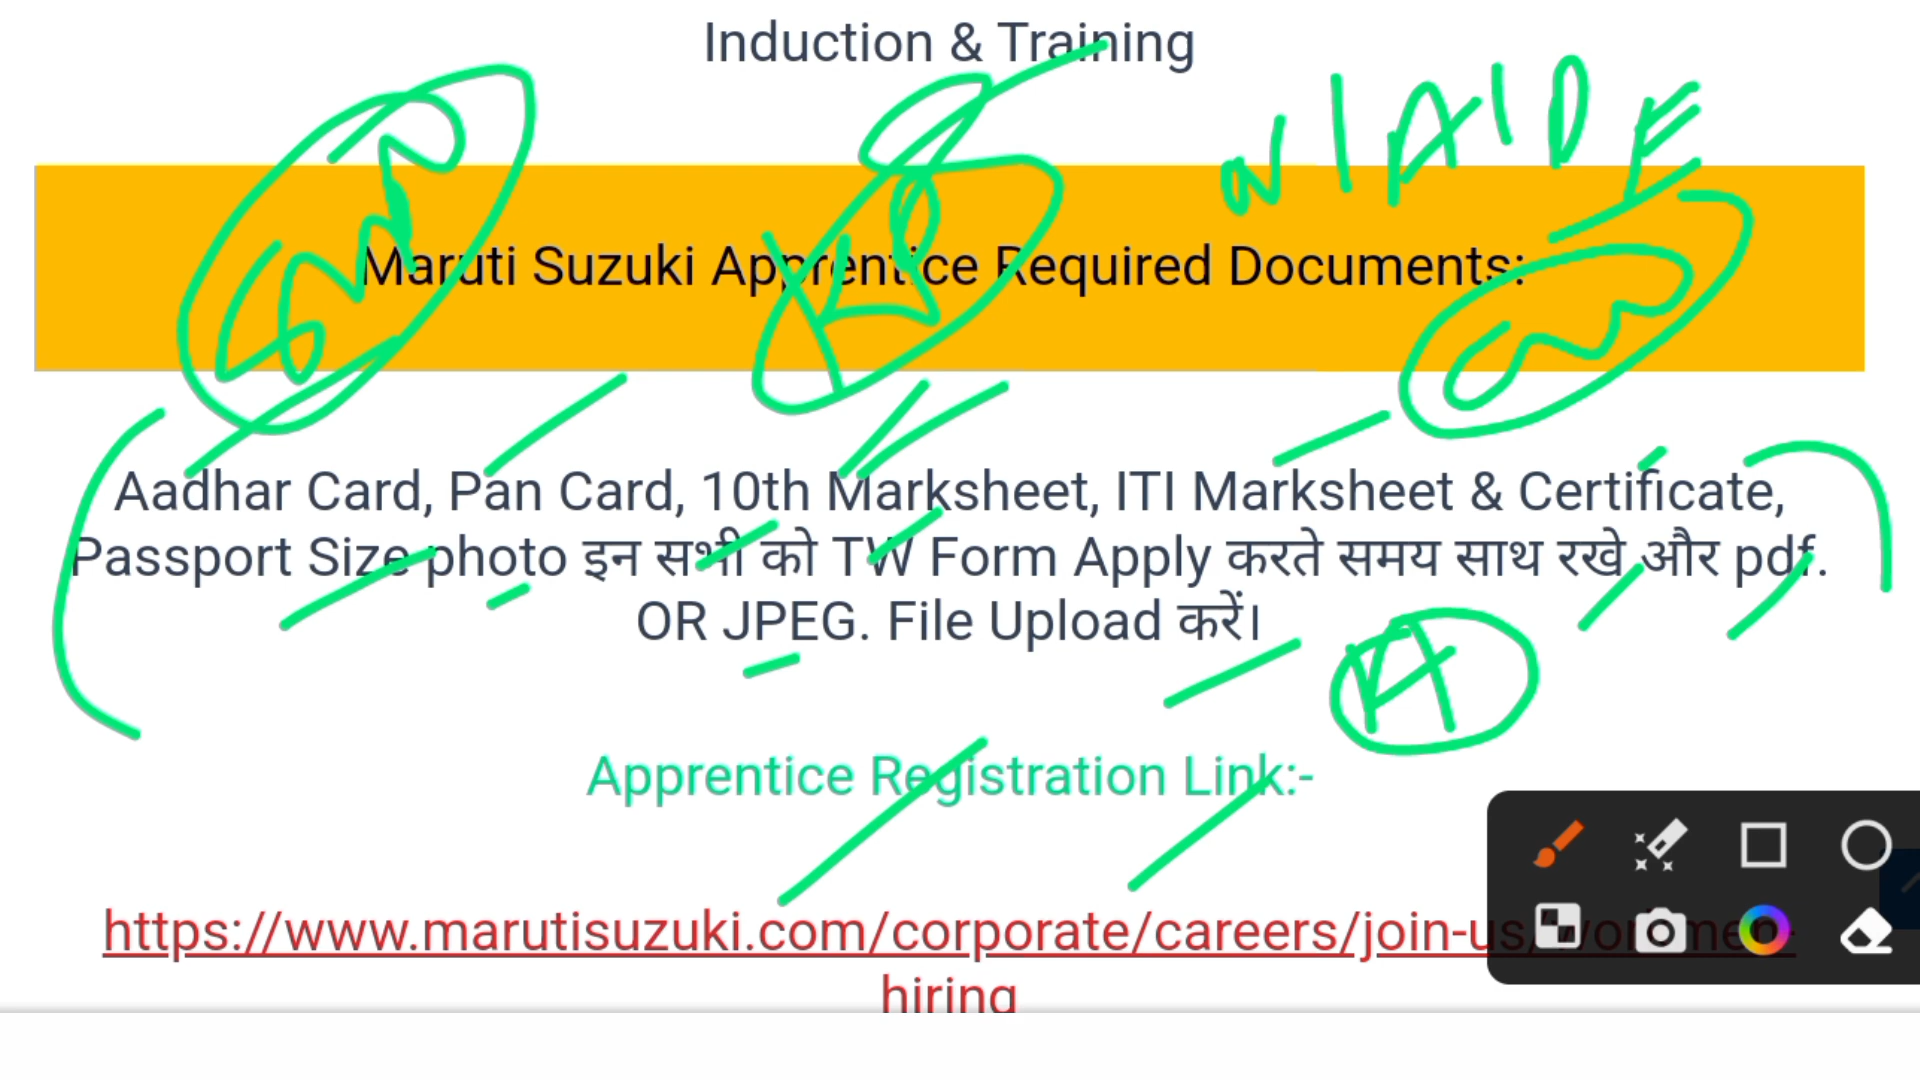 Induction & Training
Maruti Suzuki Apprentice Required Documents:
Aadhar Card, Pan Card, 10th Marksheet, ITI Marksheet & Certificate,
Passport Size photo इन सभी को TW Form Apply करते समय साथ रखे और pdf.
OR JPEG. File Upload करें।
Apprentice Registration Link:-
https://www.marutisuzuki.com/corporate/careers/join-us/workmen-
hiring